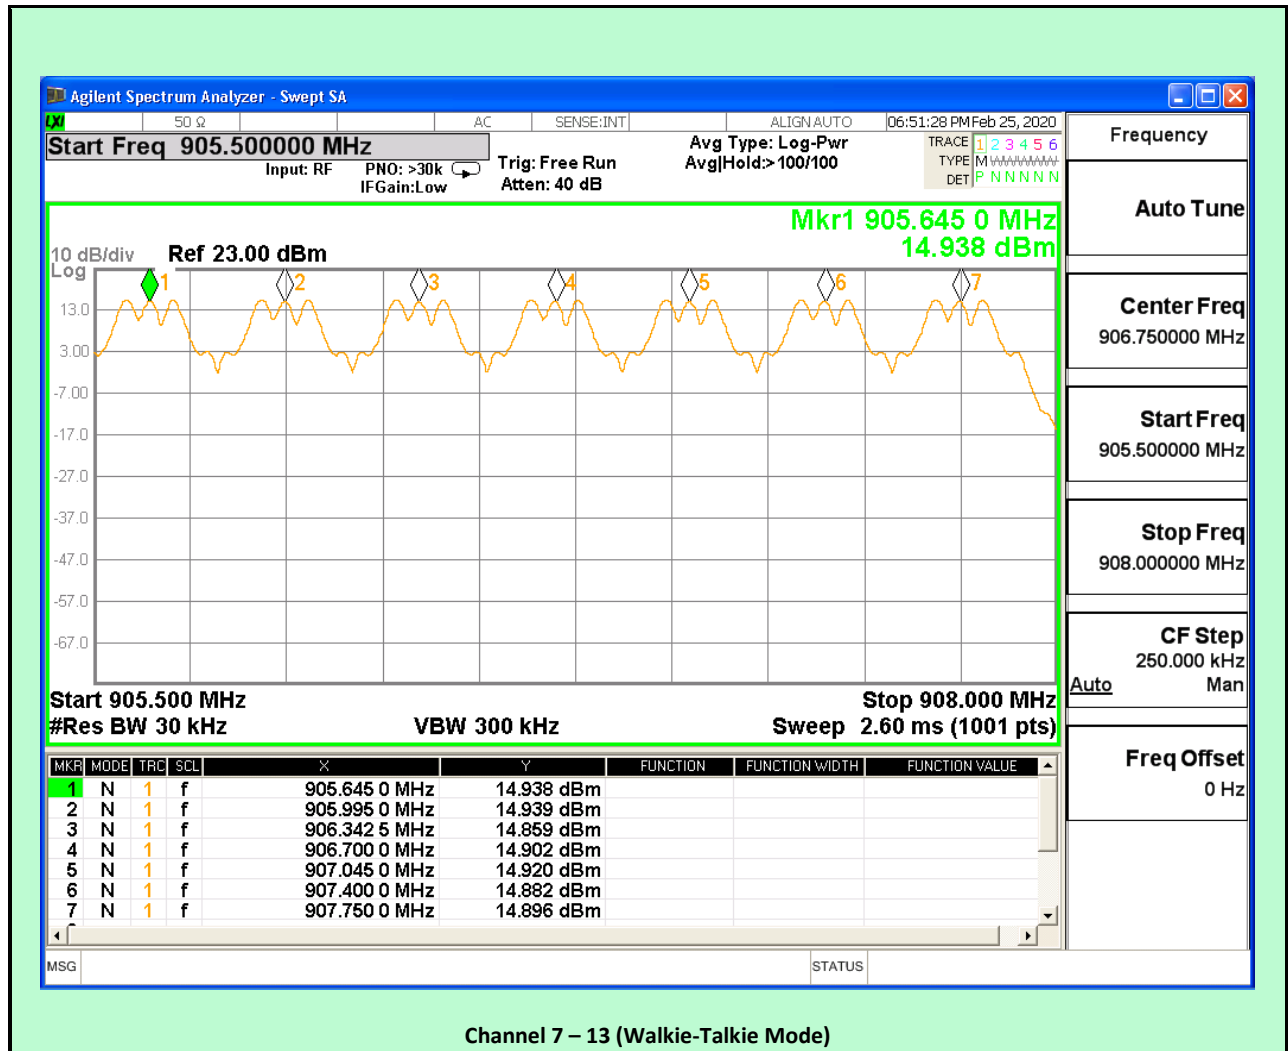 Agilent Spectrum Analyzer - Swept SA
LXI 50 Ω AC SENSE:INT ALIGN AUTO 06:51:28 PM Feb 25, 2020
Start Freq 905.500000 MHz
Input: RF PNO: >30k IFGain:Low
Trig: Free Run
Atten: 40 dB
Avg Type: Log-Pwr
Avg|Hold:>100/100
TRACE 1 2 3 4 5 6
TYPE M
DET P N N N N N
Mkr1 905.645 0 MHz
14.938 dBm
10 dB/div Ref 23.00 dBm
Log
1 2 3 4 5 6 7
13.0
3.00
-7.00
-17.0
-27.0
-37.0
-47.0
-57.0
-67.0
Start 905.500 MHz Stop 908.000 MHz
#Res BW 30 kHz VBW 300 kHz Sweep 2.60 ms (1001 pts)
MKR MODE TRC SCL X Y FUNCTION FUNCTION WIDTH FUNCTION VALUE
1 N 1 f 905.645 0 MHz 14.938 dBm
2 N 1 f 905.995 0 MHz 14.939 dBm
3 N 1 f 906.342 5 MHz 14.859 dBm
4 N 1 f 906.700 0 MHz 14.902 dBm
5 N 1 f 907.045 0 MHz 14.920 dBm
6 N 1 f 907.400 0 MHz 14.882 dBm
7 N 1 f 907.750 0 MHz 14.896 dBm
MSG STATUS
Frequency
Auto Tune
Center Freq
906.750000 MHz
Start Freq
905.500000 MHz
Stop Freq
908.000000 MHz
CF Step
250.000 kHz
Auto Man
Freq Offset
0 Hz
Channel 7 – 13 (Walkie-Talkie Mode)